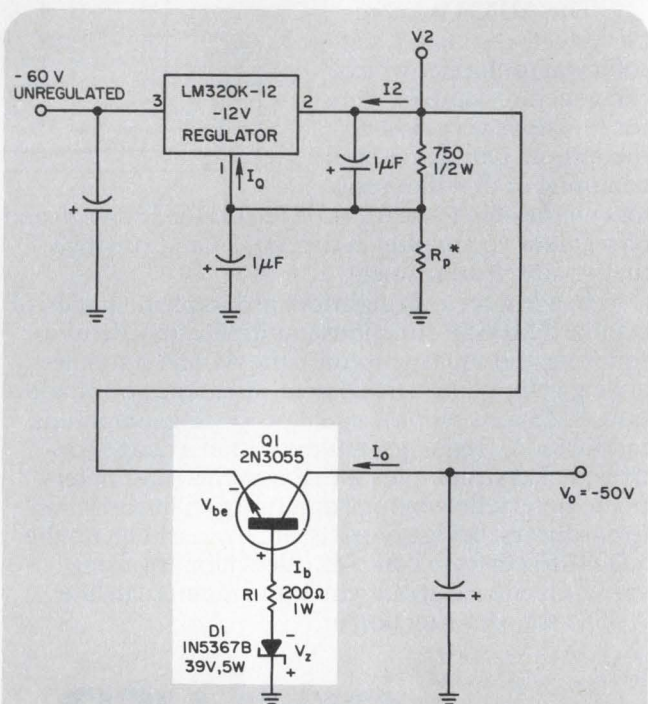 V2
- 60 V
UNREGULATED
3
LM320K-12
-12V
REGULATOR
2
I2
1
IQ
+
1μF
750
1/2W
+
+
1μF
Rp*
Q1
2N3055
Io
Vbe
-
+
Vo = -50V
Ib
R1
200Ω
1W
+
D1
1N5367B
39V, 5W
-
Vz
+